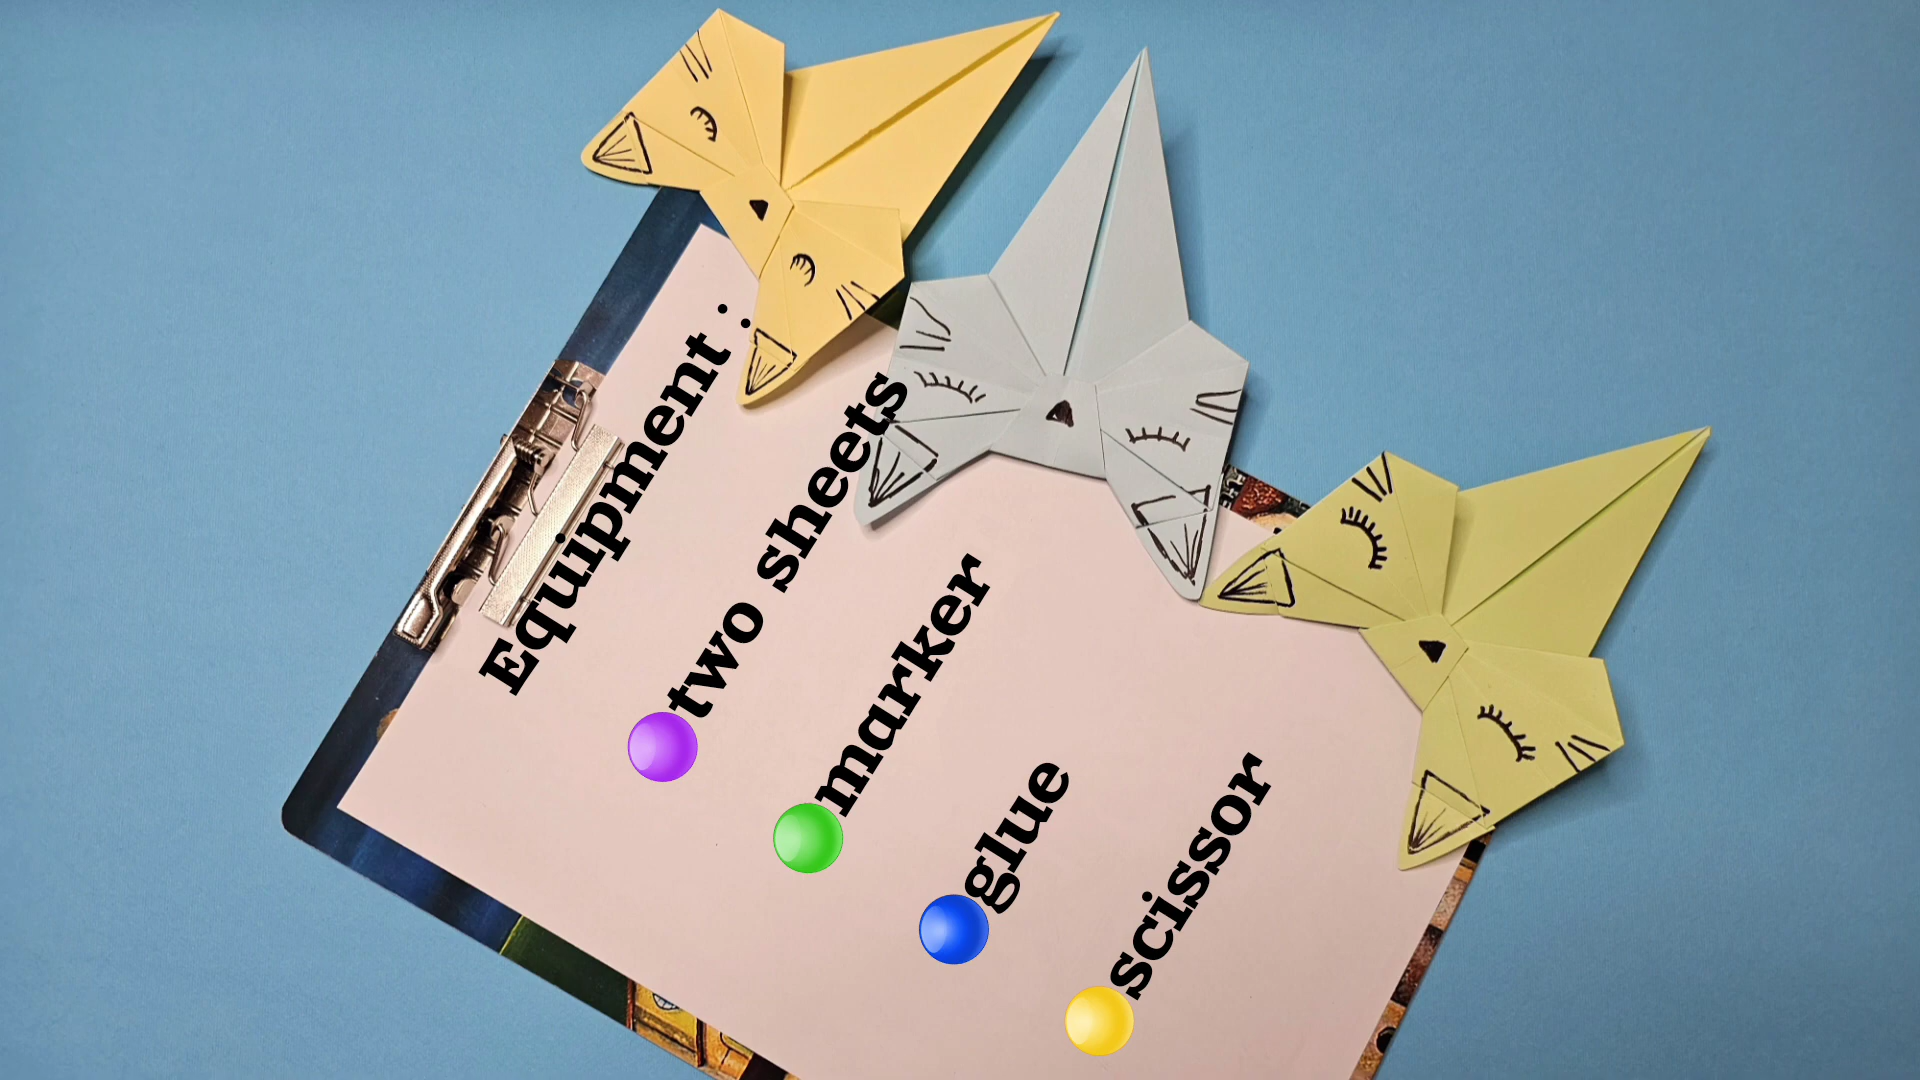 Equipment :
two sheets
marker
glue
scissor